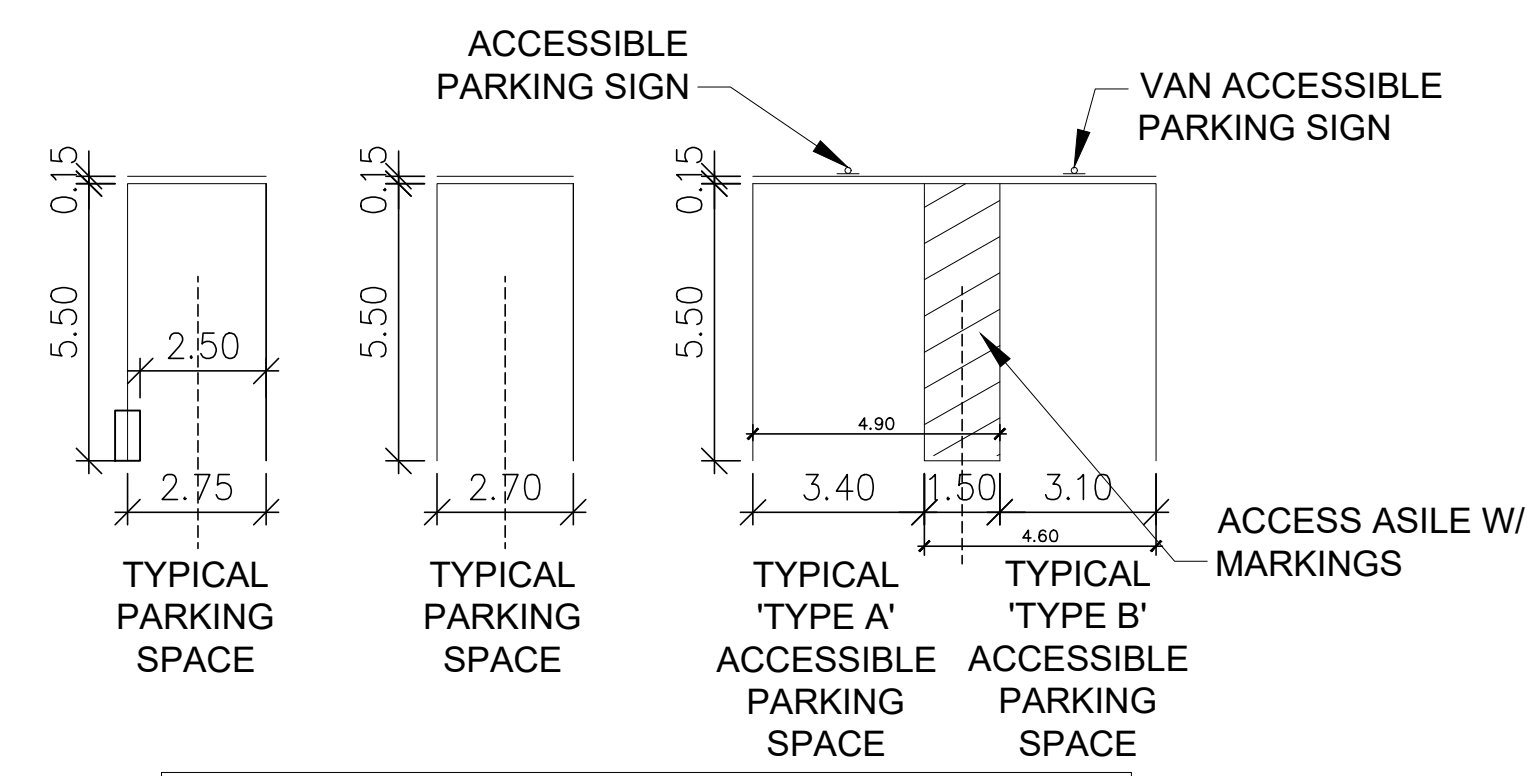 ACCESSIBLE
PARKING SIGN
VAN ACCESSIBLE
PARKING SIGN
0.15
0.15
0.15
5.50
5.50
5.50
2.50
4.90
2.75
2.70
3.40
1.50
3.10
4.60
ACCESS ASILE W/
MARKINGS
TYPICAL
PARKING
SPACE
TYPICAL
PARKING
SPACE
TYPICAL
'TYPE A'
ACCESSIBLE
PARKING
SPACE
TYPICAL
'TYPE B'
ACCESSIBLE
PARKING
SPACE